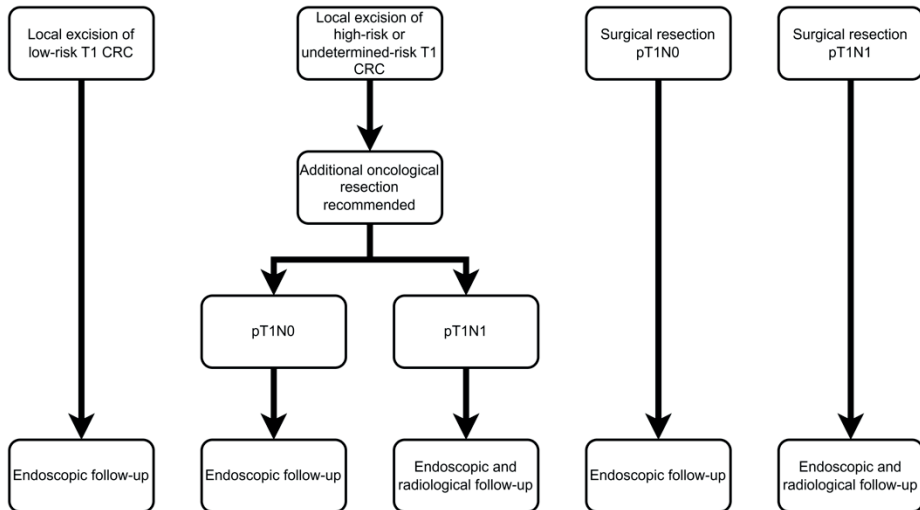 Local excision of
low-risk T1 CRC
Local excision of
high-risk or
undetermined-risk T1
CRC
Surgical resection
pT1N0
Surgical resection
pT1N1
Additional oncological
resection
recommended
pT1N0
pT1N1
Endoscopic follow-up
Endoscopic follow-up
Endoscopic and
radiological follow-up
Endoscopic follow-up
Endoscopic and
radiological follow-up